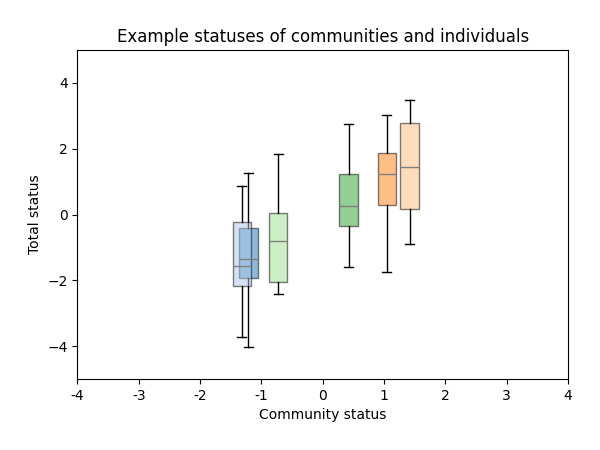 Example statuses of communities and individuals
Total status
4
2
0
−2
−4
-4 -3 -2 -1 0 1 2 3 4
Community status